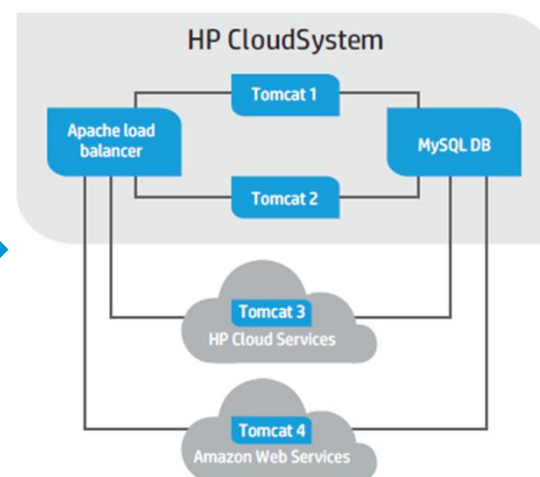 HP CloudSystem
Tomcat 1
Apache load
balancer
MySQL DB
Tomcat 2
Tomcat 3
HP Cloud Services
Tomcat 4
Amazon Web Services